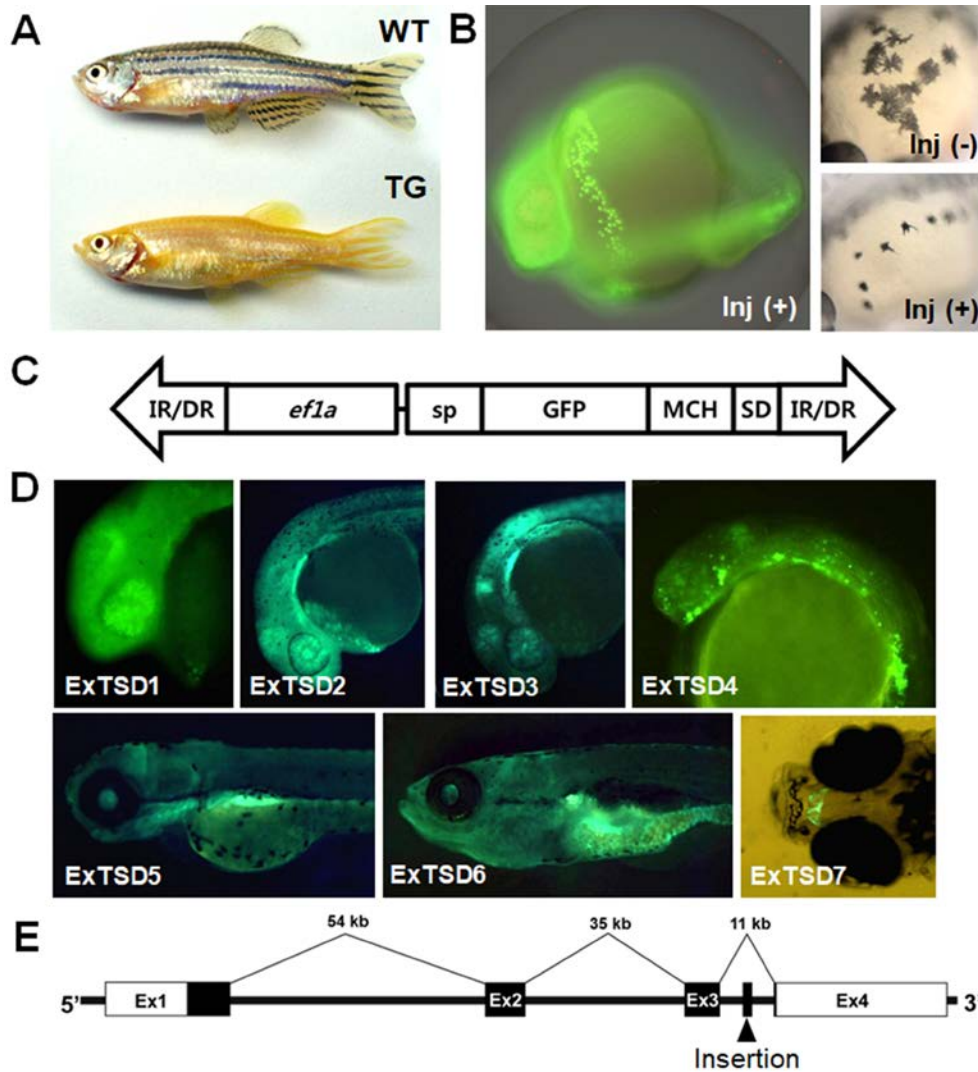 A
WT
TG
B
Inj (+)
Inj (-)
Inj (+)
C
IR/DR ef1a sp GFP MCH SD IR/DR
D
ExTSD1 ExTSD2 ExTSD3 ExTSD4
ExTSD5 ExTSD6 ExTSD7
E
54 kb 35 kb 11 kb
5' Ex1 Ex2 Ex3 Ex4 3
Insertion